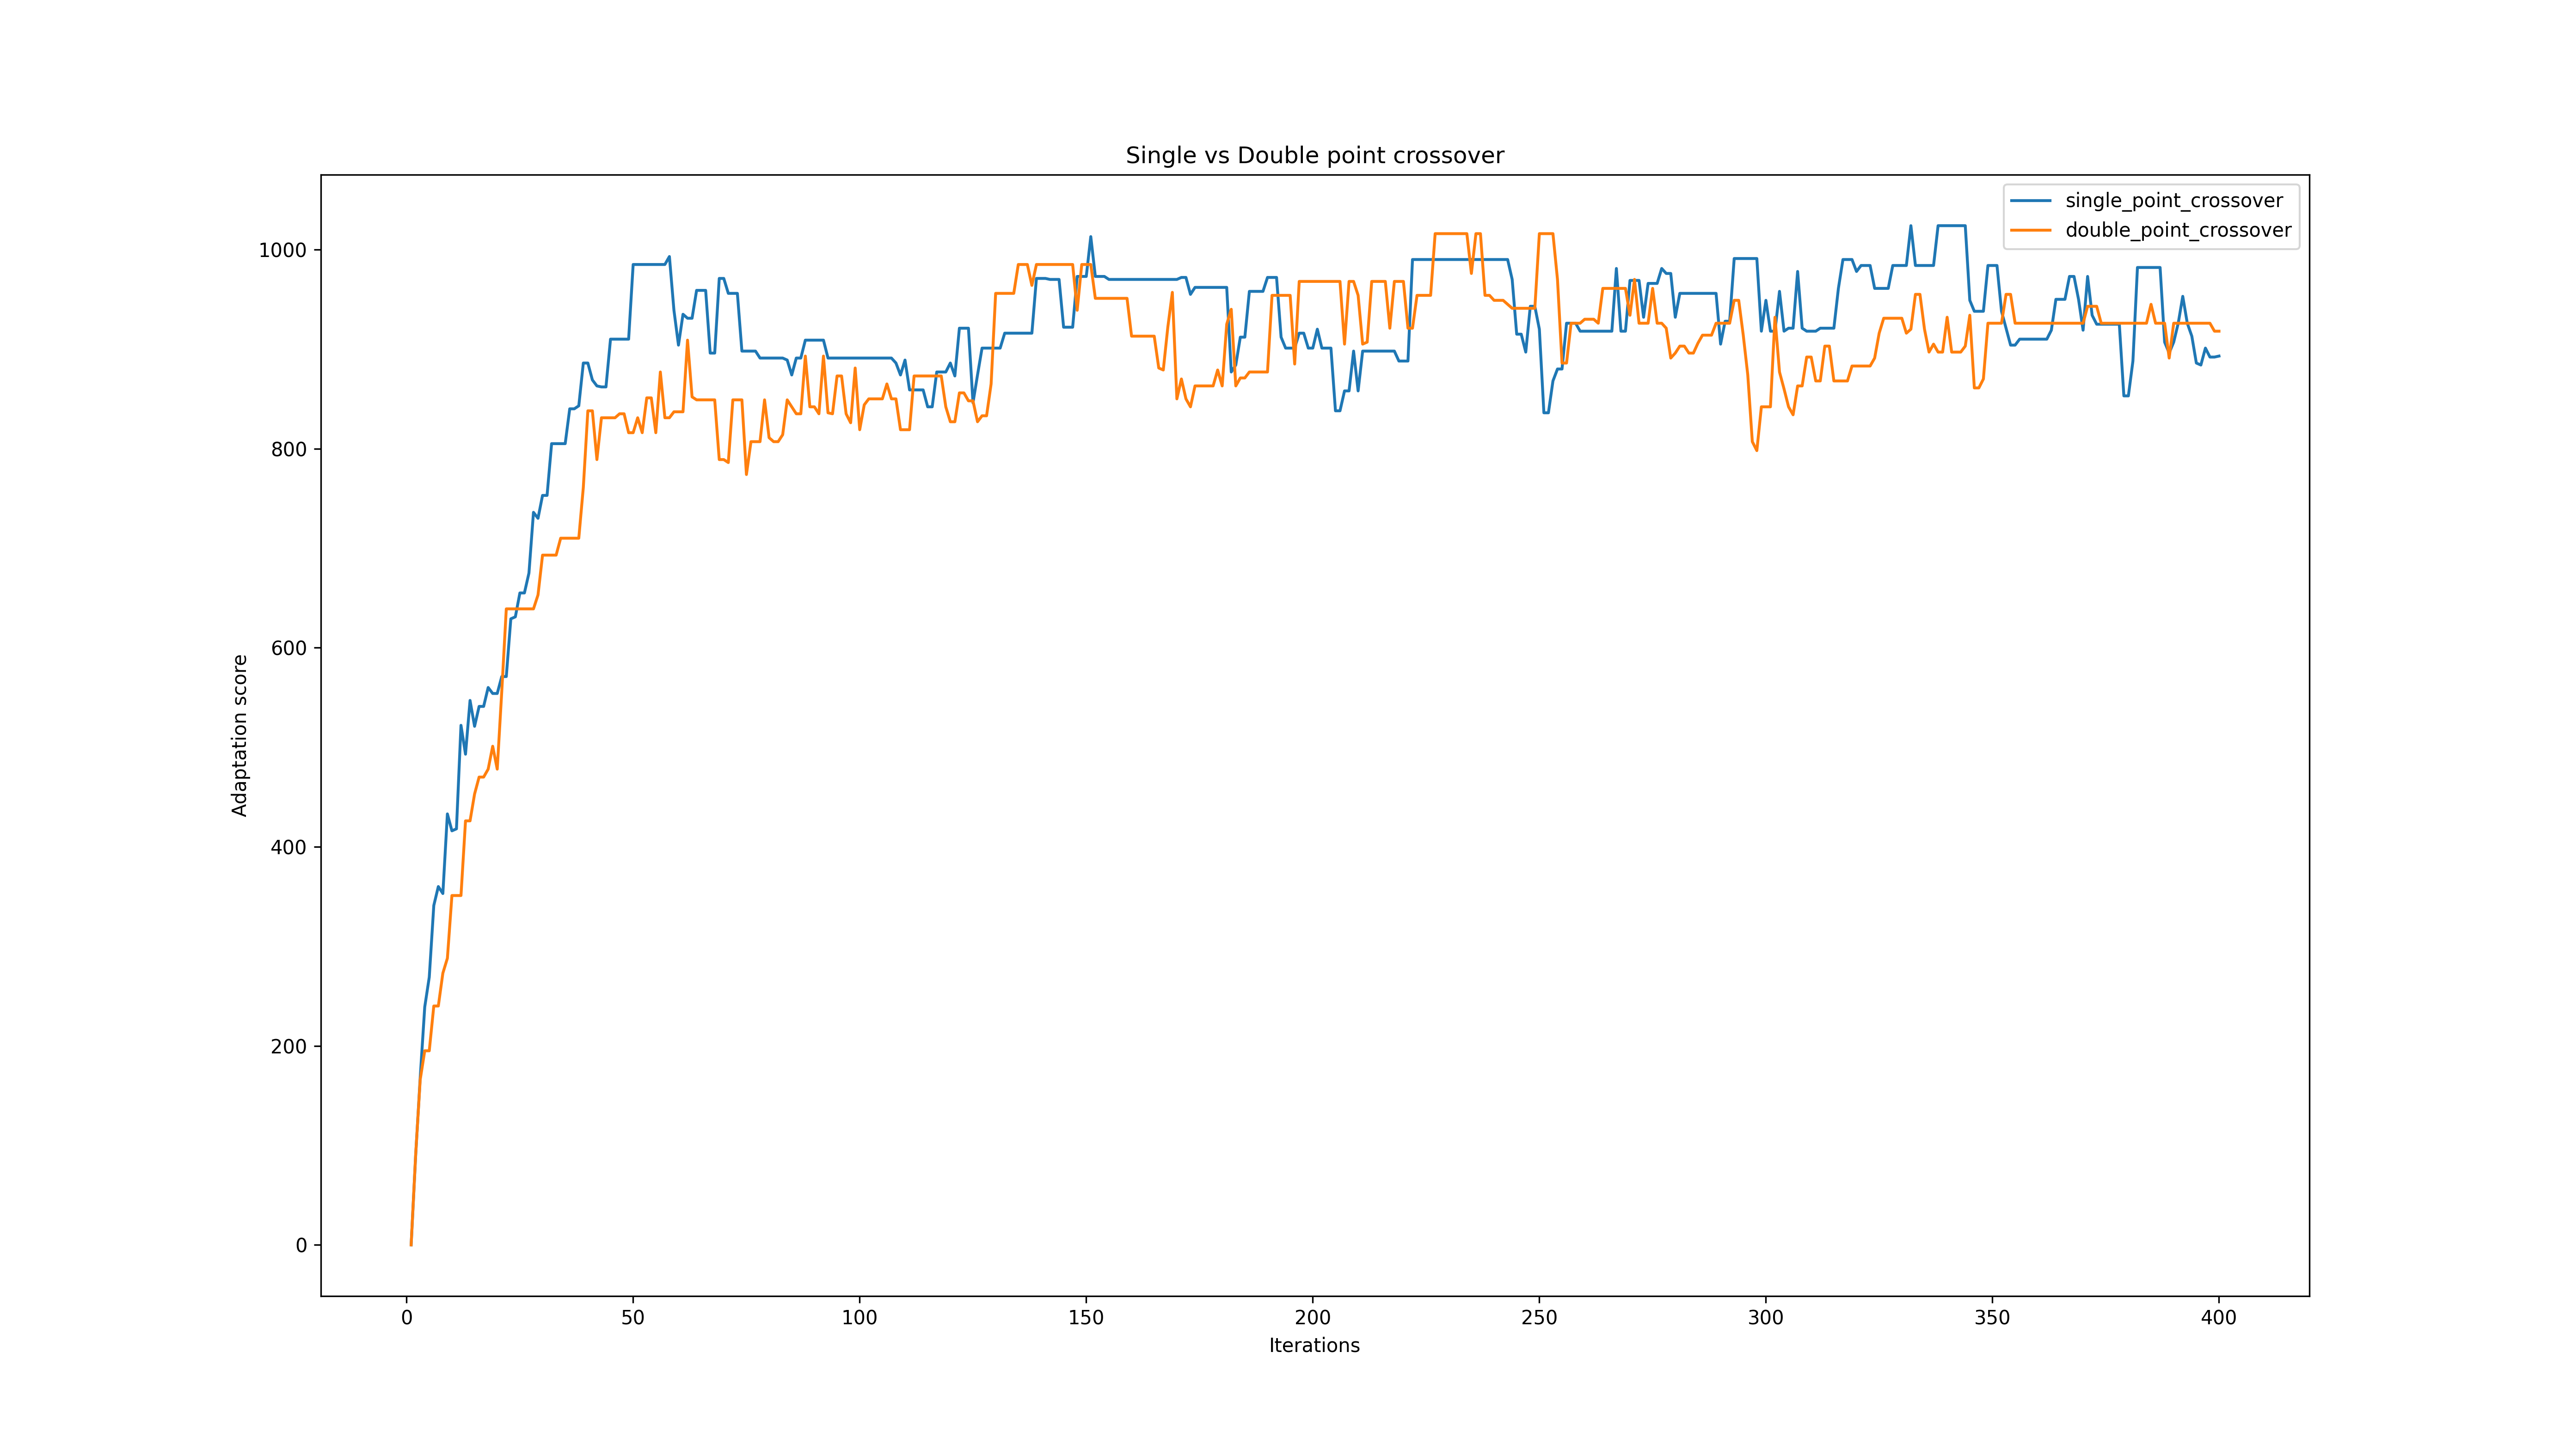 Single vs Double point crossover
single_point_crossover
double_point_crossover
Adaptation score
1000
800
600
400
200
0
0 50 100 150 200 250 300 350 400
Iterations